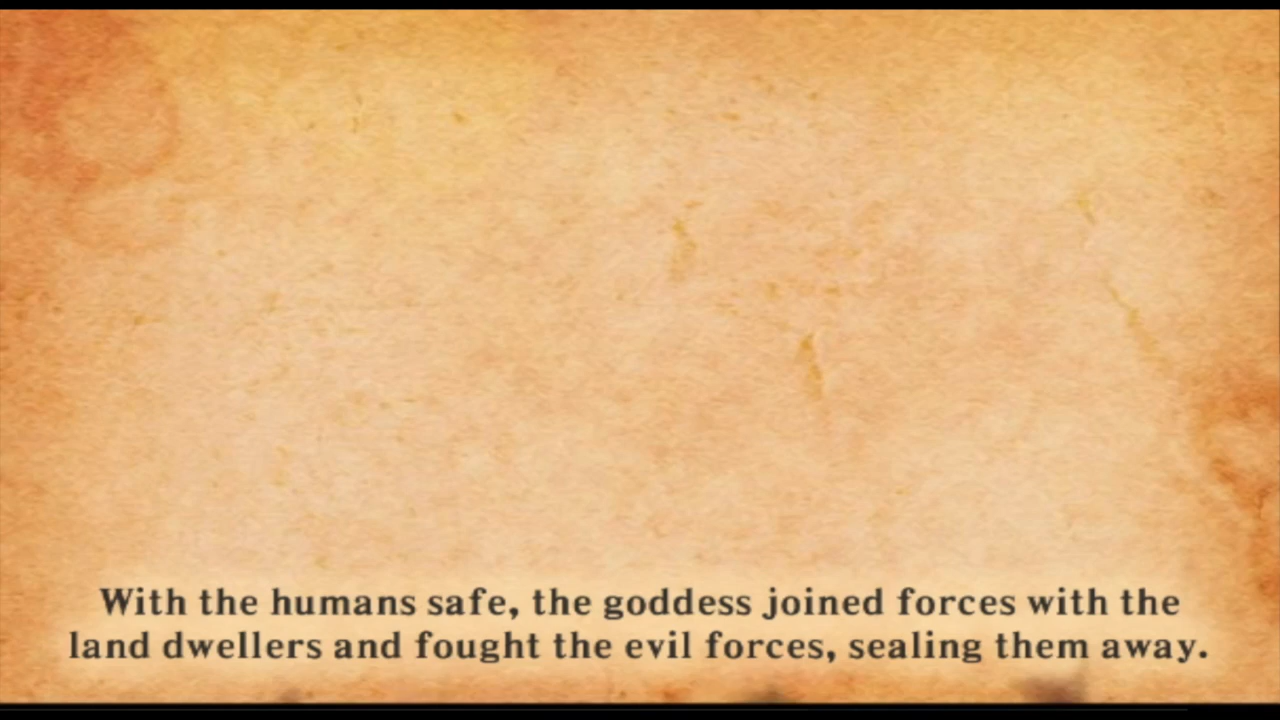 With the humans safe, the goddess joined forces with the
land dwellers and fought the evil forces, sealing them away.